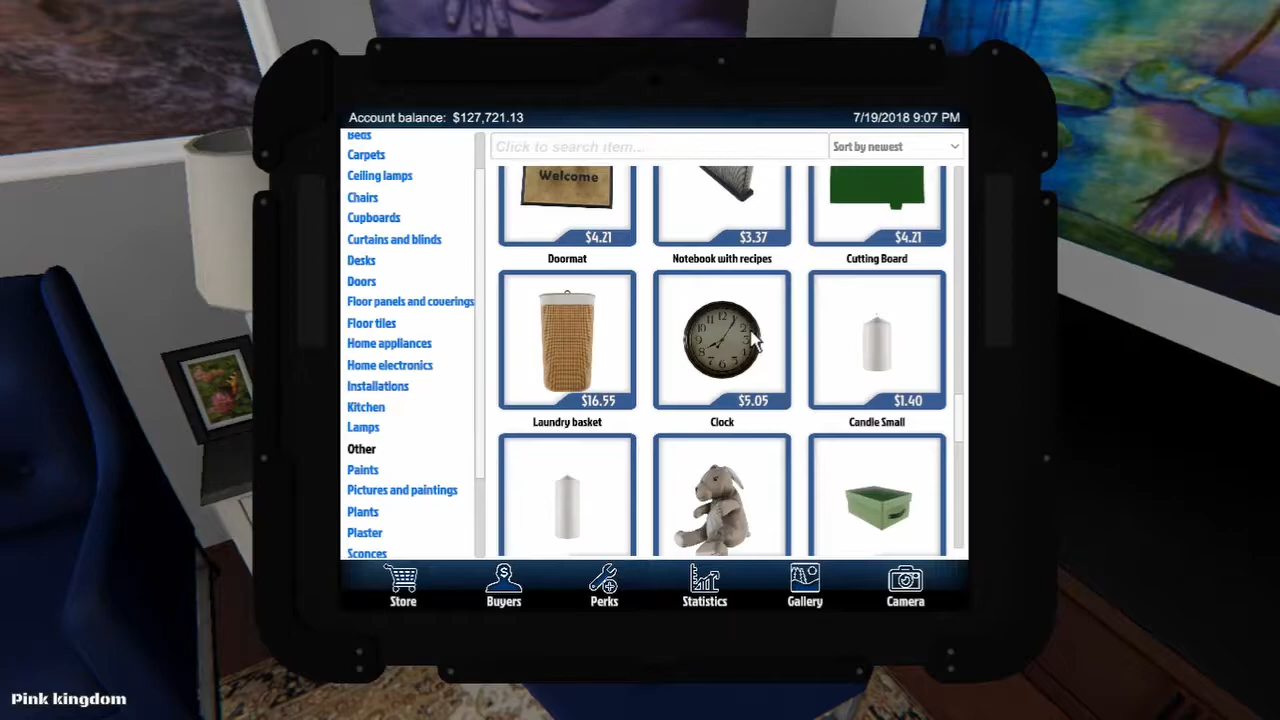 Account balance: $127,721.13
7/19/2018 9:07 PM
Beds
Carpets
Ceiling lamps
Chairs
Cupboards
Curtains and blinds
Desks
Doors
Floor panels and coverings
Floor tiles
Home appliances
Home electronics
Installations
Kitchen
Lamps
Other
Paints
Pictures and paintings
Plants
Plaster
Sconces
Click to search item...
Sort by newest
Welcome
$4.21
$3.37
$4.21
Doormat
Notebook with recipes
Cutting Board
$16.55
$5.05
$1.40
Laundry basket
Clock
Candle Small
Store
Buyers
Perks
Statistics
Gallery
Camera
Pink kingdom